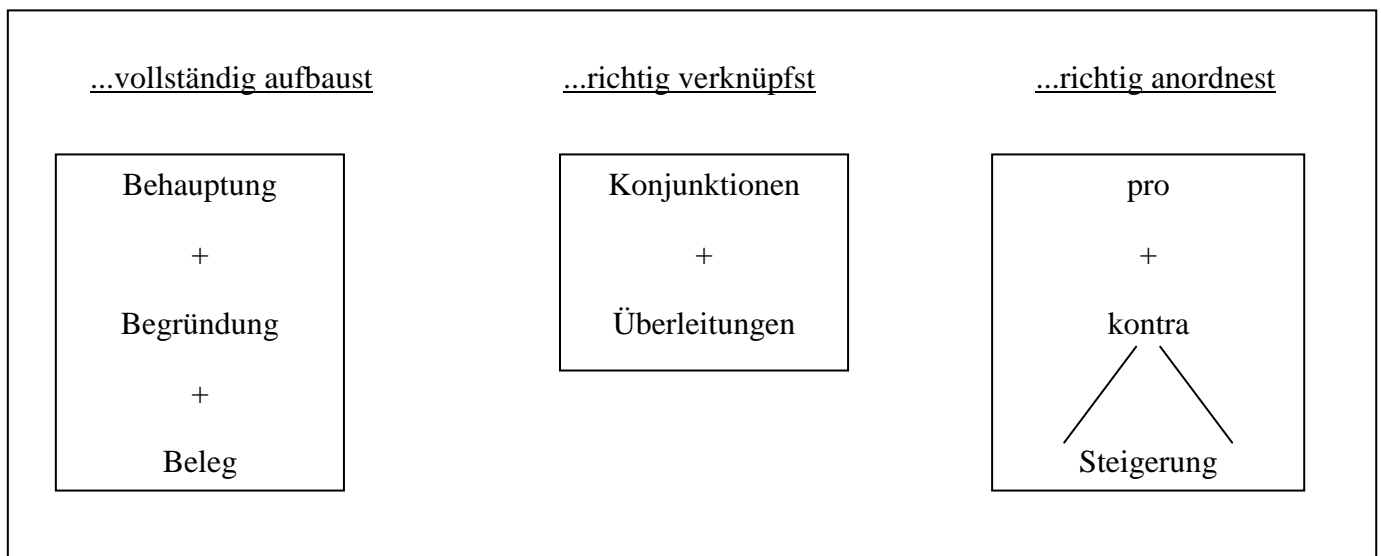 ...vollständig aufbaust
Behauptung
+
Begründung
+
Beleg
...richtig verknüpfst
Konjunktionen
+
Überleitungen
...richtig anordnest
pro
+
kontra
Steigerung